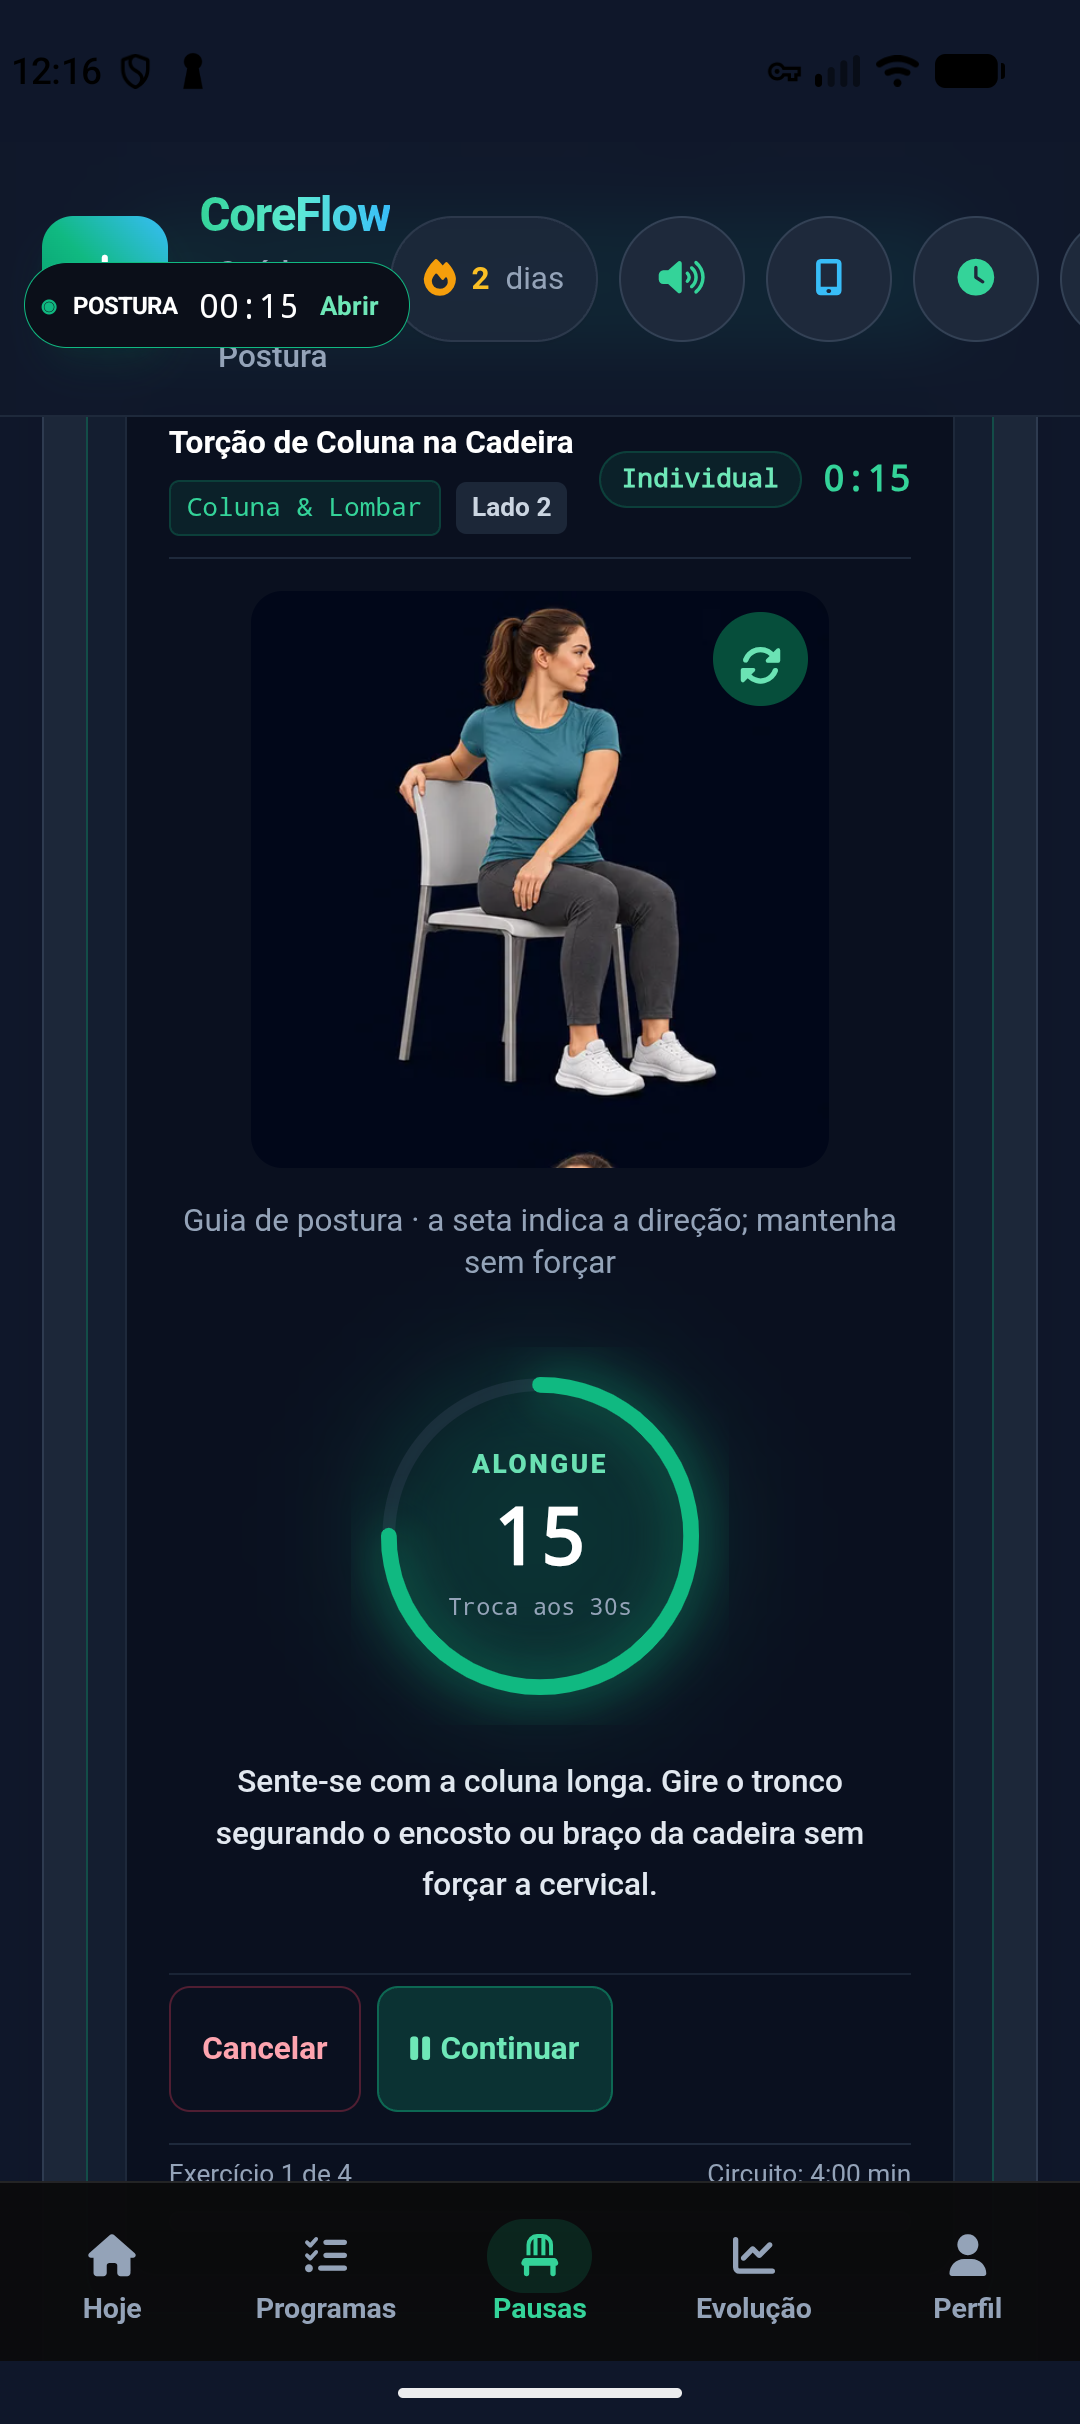 12:16
CoreFlow
POSTURA 00:15 Abrir
Postura
2 dias
Torção de Coluna na Cadeira
Coluna & Lombar
Lado 2
Individual
0:15
Guia de postura · a seta indica a direção; mantenha
sem forçar
ALONGUE
15
Troca aos 30s
Sente-se com a coluna longa. Gire o tronco
segurando o encosto ou braço da cadeira sem
forçar a cervical.
Cancelar
Continuar
Exercício 1 de 4
Circuito: 4:00 min
Hoje
Programas
Pausas
Evolução
Perfil